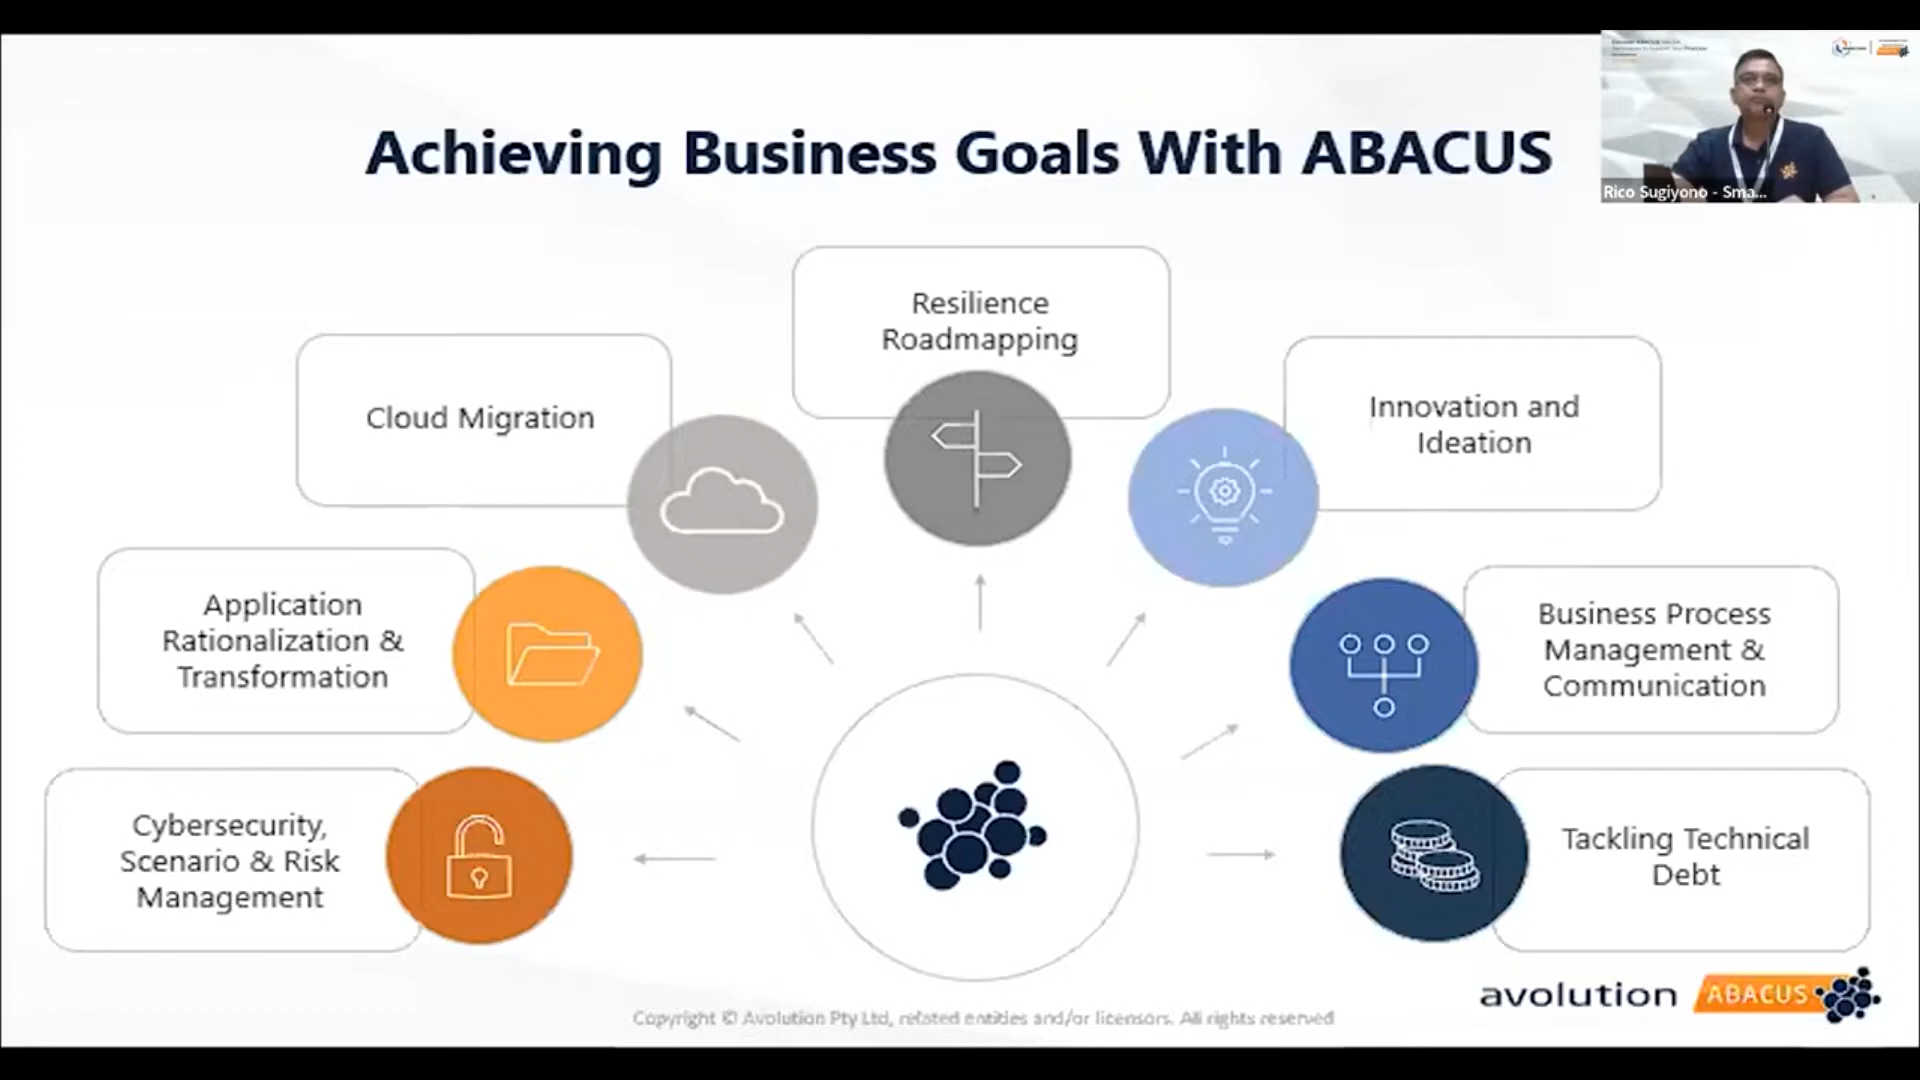 Achieving Business Goals With ABACUS
Rico Sugiyono - Sma...
Resilience
Roadmapping
Cloud Migration
Innovation and
Ideation
Application
Rationalization &
Transformation
Business Process
Management &
Communication
Cybersecurity,
Scenario & Risk
Management
Tackling Technical
Debt
avolution ABACUS
Copyright © Avolution Pty Ltd, related entities and/or licensors. All rights reserved